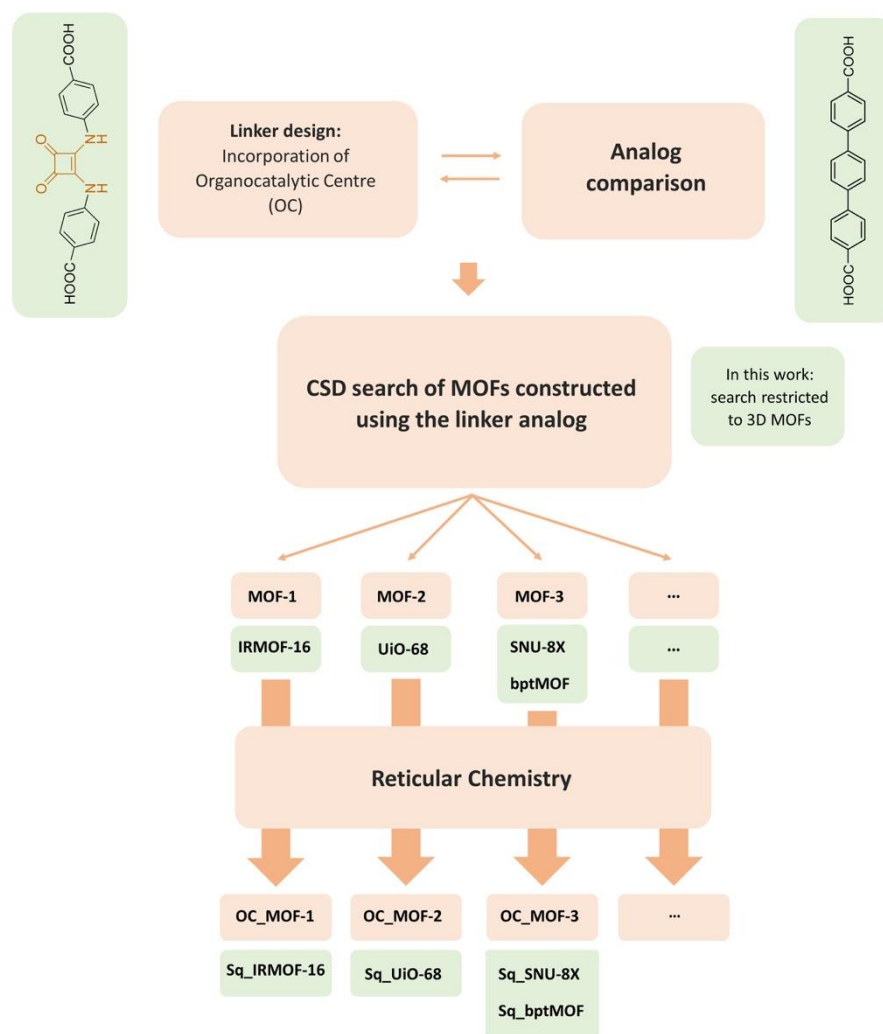 COOH
NH
O
O
NH
HOOC
Linker design:
Incorporation of
Organocatalytic Centre
(OC)
Analog
comparison
COOH
HOOC
CSD search of MOFs constructed
using the linker analog
In this work:
search restricted
to 3D MOFs
MOF-1
MOF-2
MOF-3
...
IRMOF-16
UiO-68
SNU-8X
bptMOF
...
Reticular Chemistry
OC_MOF-1
OC_MOF-2
OC_MOF-3
...
Sq_IRMOF-16
Sq_UiO-68
Sq_SNU-8X
Sq_bptMOF